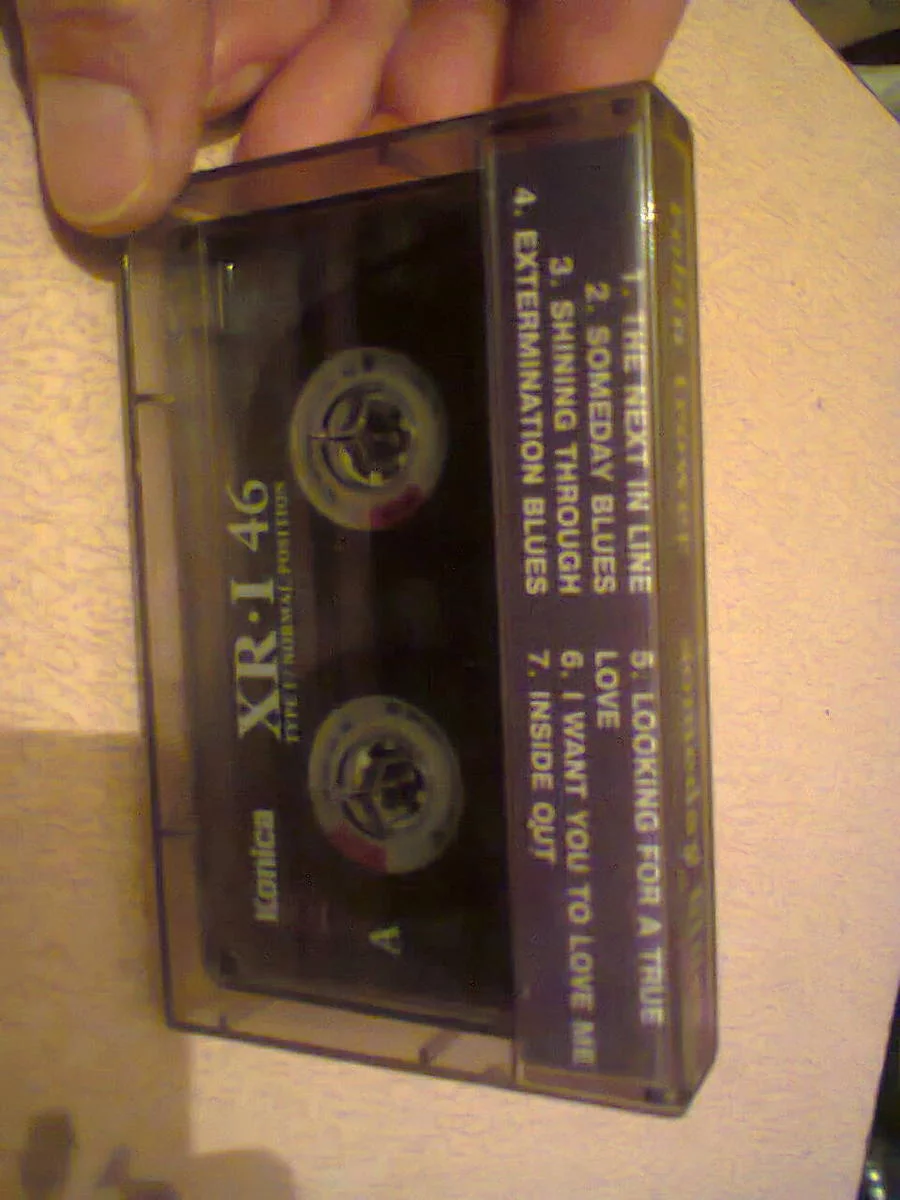 1. THE NEXT IN LINE
2. SOMEDAY BLUES
3. SHINING THROUGH
4. EXTERMINATION BLUES
5. LOOKING FOR A TRUE
LOVE
6. I WANT YOU TO LOVE ME
7. INSIDE OUT
A
XR·I 46
TYPE I / NORMAL POSITION
Konica